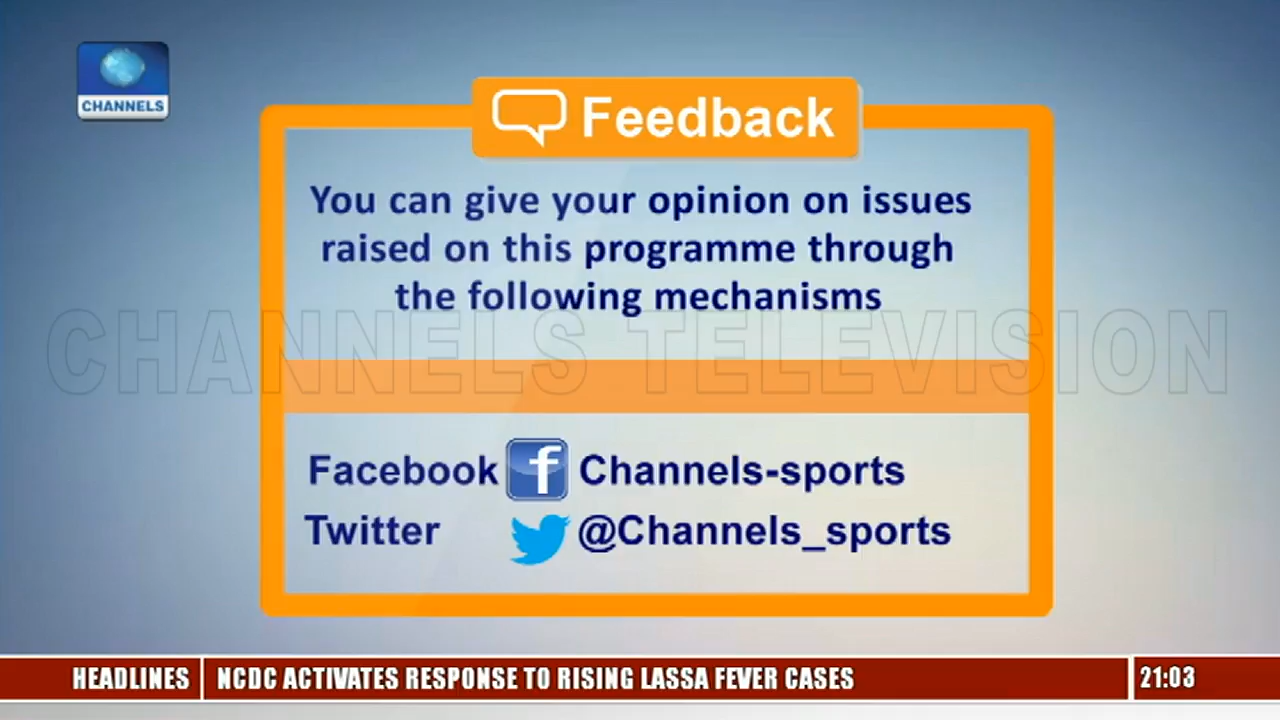 CHANNELS
Feedback
You can give your opinion on issues
raised on this programme through
the following mechanisms
CHANNELS TELEVISION
Facebook f Channels-sports
Twitter @Channels_sports
HEADLINES NCDC ACTIVATES RESPONSE TO RISING LASSA FEVER CASES 21:03